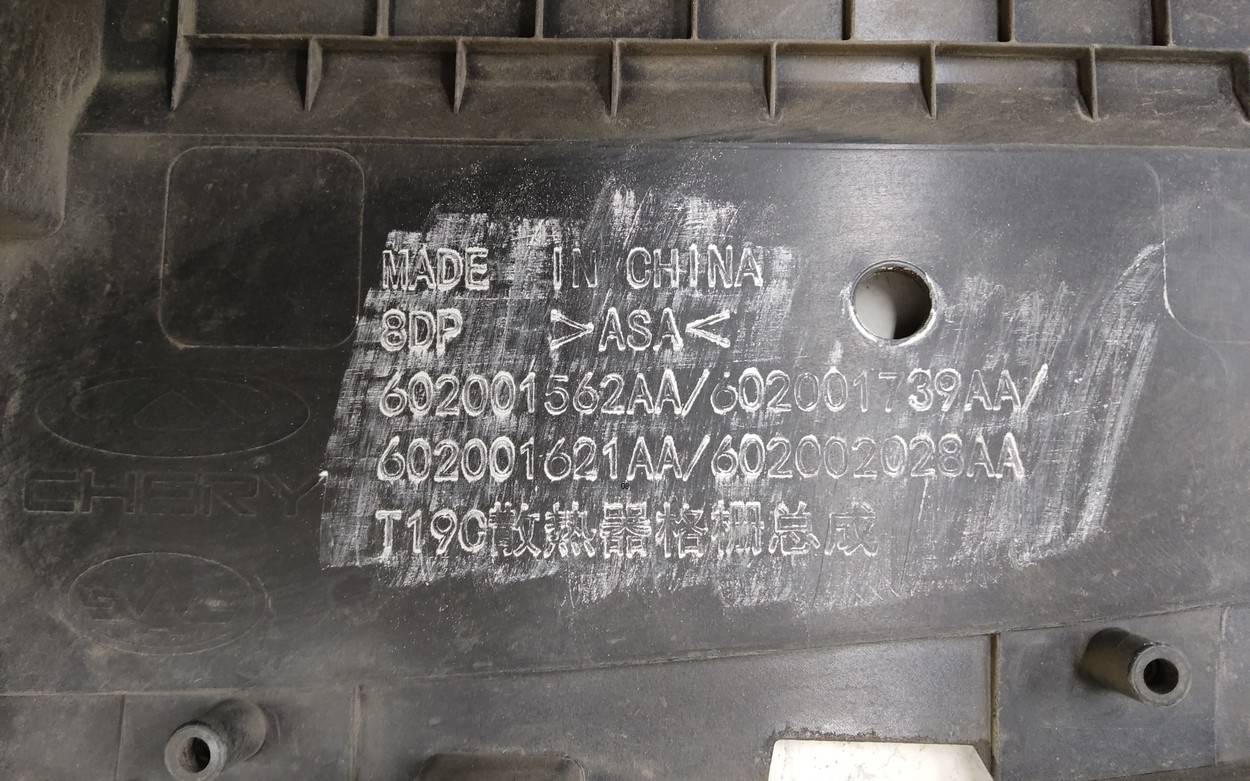 MADE IN CHINA
8DP >ASA<
602001562AA/602001739AA/
602001621AA/602002028AA
T19C散热器格栅总成
CHERY